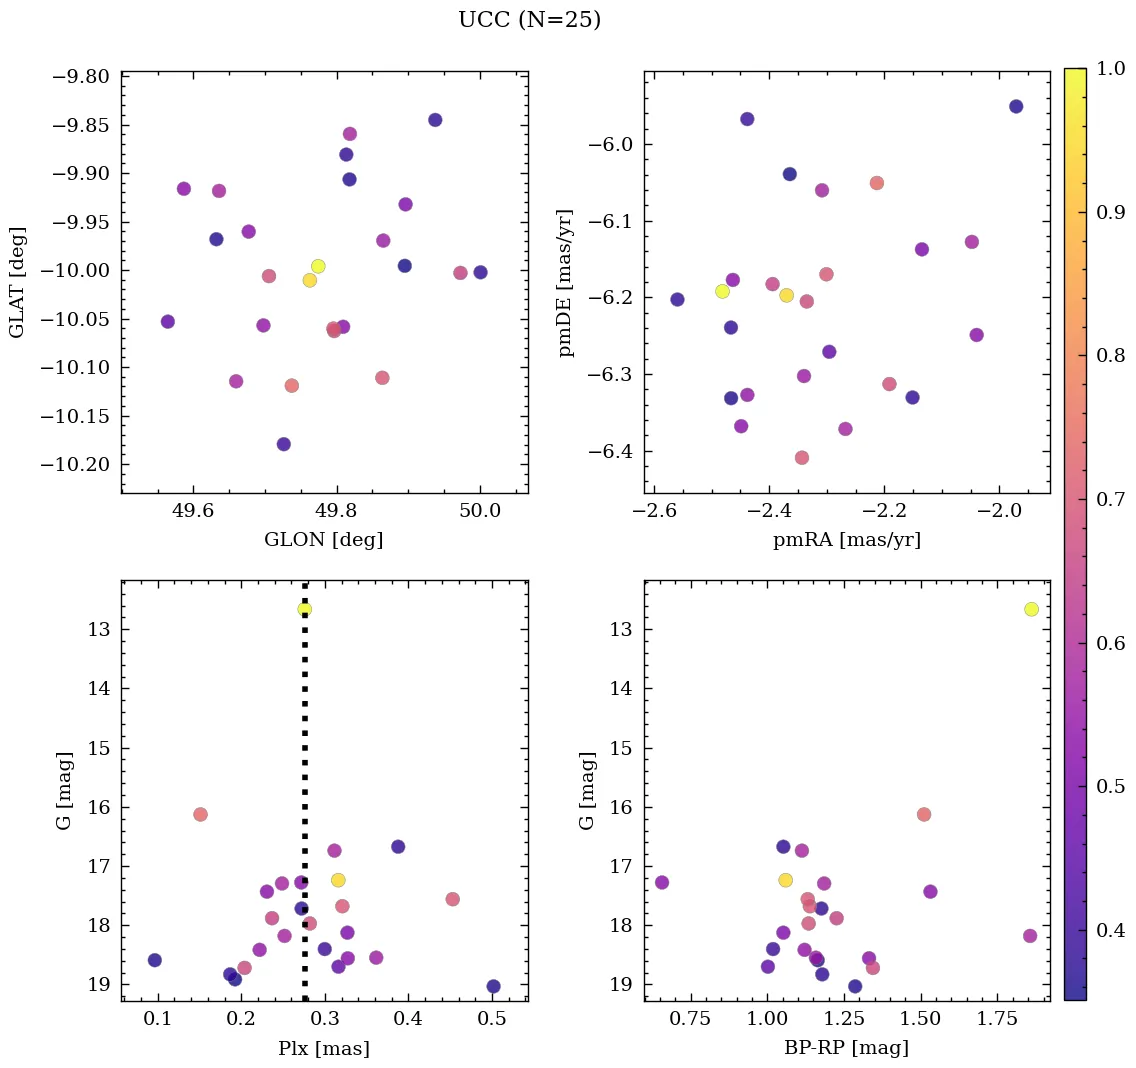 UCC (N=25)
−9.80
−9.85
−9.90
−9.95
−10.00
−10.05
−10.10
−10.15
−10.20
GLAT [deg]
49.6 49.8 50.0
GLON [deg]
−6.0
−6.1
−6.2
−6.3
−6.4
pmDE [mas/yr]
−2.6 −2.4 −2.2 −2.0
pmRA [mas/yr]
1.0
0.9
0.8
0.7
0.6
0.5
0.4
13
14
15
16
17
18
19
G [mag]
0.1 0.2 0.3 0.4 0.5
Plx [mas]
13
14
15
16
17
18
19
G [mag]
0.75 1.00 1.25 1.50 1.75
BP-RP [mag]